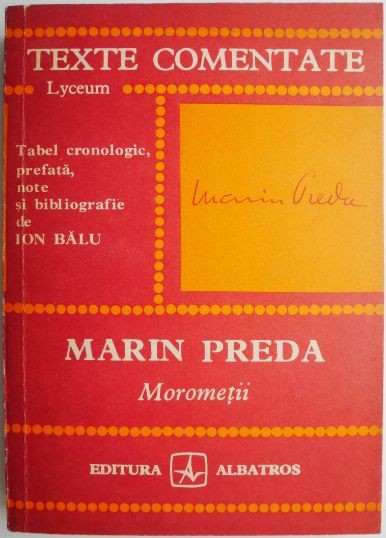 TEXTE COMENTATE
Lyceum
Tabel cronologic,
prefață,
note
și bibliografie
de
ION BĂLU
Marin Preda
MARIN PREDA
Moromeții
EDITURA ALBATROS